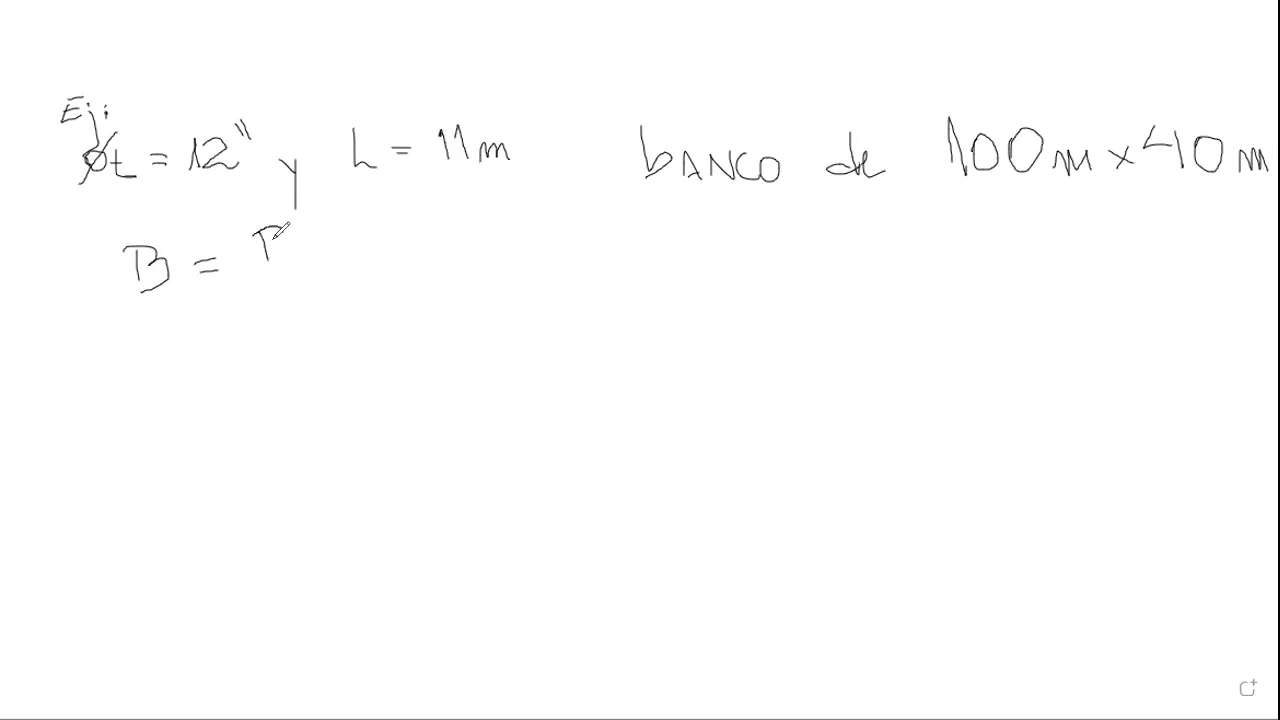 Ej:
øt = 12" y L = 11m bANCO de 100m x 40m
B =